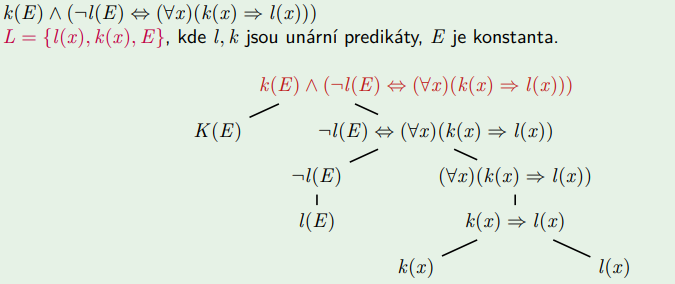 k(E) ∧ (¬l(E) ⇔ (∀x)(k(x) ⇒ l(x)))
L = {l(x), k(x), E}, kde l, k jsou unární predikáty, E je konstanta.
k(E) ∧ (¬l(E) ⇔ (∀x)(k(x) ⇒ l(x)))
K(E) ¬l(E) ⇔ (∀x)(k(x) ⇒ l(x))
¬l(E) (∀x)(k(x) ⇒ l(x))
l(E) k(x) ⇒ l(x)
k(x) l(x)